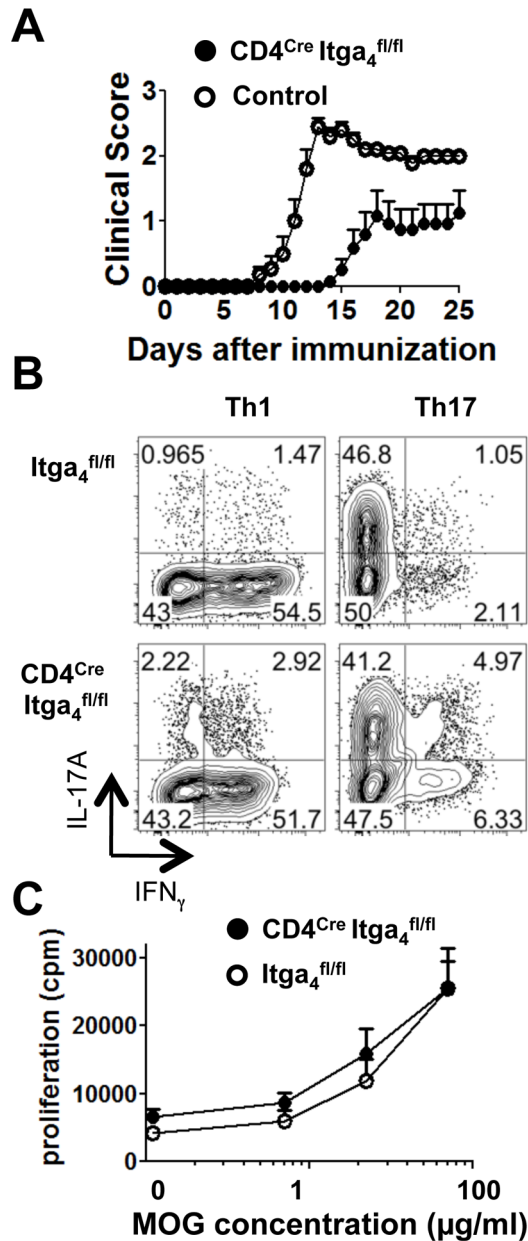 A
CD4Cre Itga4fl/fl
Control
Clinical Score
3
2
1
0
0 5 10 15 20 25
Days after immunization
B
Th1 Th17
Itga4fl/fl
0.965 1.47 46.8 1.05
43 54.5 50 2.11
CD4Cre
Itga4fl/fl
2.22 2.92 41.2 4.97
43.2 51.7 47.5 6.33
IL-17A
IFNγ
C
CD4Cre Itga4fl/fl
Itga4fl/fl
proliferation (cpm)
30000
20000
10000
0
0 1 100
MOG concentration (µg/ml)